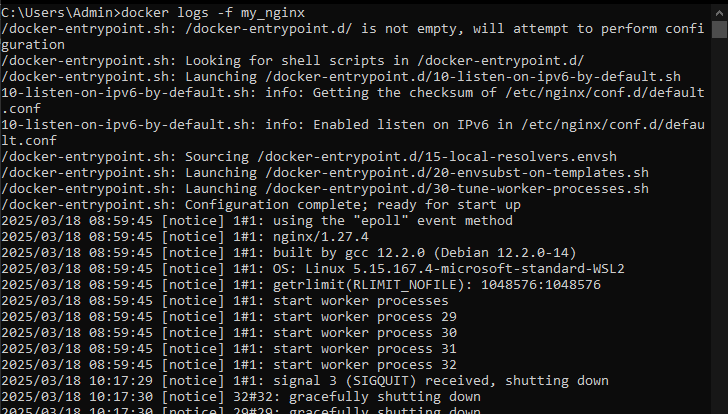 C:\Users\Admin>docker logs -f my_nginx
/docker-entrypoint.sh: /docker-entrypoint.d/ is not empty, will attempt to perform confi
guration
/docker-entrypoint.sh: Looking for shell scripts in /docker-entrypoint.d/
/docker-entrypoint.sh: Launching /docker-entrypoint.d/10-listen-on-ipv6-by-default.sh
10-listen-on-ipv6-by-default.sh: info: Getting the checksum of /etc/nginx/conf.d/default
.conf
10-listen-on-ipv6-by-default.sh: info: Enabled listen on IPv6 in /etc/nginx/conf.d/defau
lt.conf
/docker-entrypoint.sh: Sourcing /docker-entrypoint.d/15-local-resolvers.envsh
/docker-entrypoint.sh: Launching /docker-entrypoint.d/20-envsubst-on-templates.sh
/docker-entrypoint.sh: Launching /docker-entrypoint.d/30-tune-worker-processes.sh
/docker-entrypoint.sh: Configuration complete; ready for start up
2025/03/18 08:59:45 [notice] 1#1: using the "epoll" event method
2025/03/18 08:59:45 [notice] 1#1: nginx/1.27.4
2025/03/18 08:59:45 [notice] 1#1: built by gcc 12.2.0 (Debian 12.2.0-14)
2025/03/18 08:59:45 [notice] 1#1: OS: Linux 5.15.167.4-microsoft-standard-WSL2
2025/03/18 08:59:45 [notice] 1#1: getrlimit(RLIMIT_NOFILE): 1048576:1048576
2025/03/18 08:59:45 [notice] 1#1: start worker processes
2025/03/18 08:59:45 [notice] 1#1: start worker process 29
2025/03/18 08:59:45 [notice] 1#1: start worker process 30
2025/03/18 08:59:45 [notice] 1#1: start worker process 31
2025/03/18 08:59:45 [notice] 1#1: start worker process 32
2025/03/18 10:17:29 [notice] 1#1: signal 3 (SIGQUIT) received, shutting down
2025/03/18 10:17:30 [notice] 32#32: gracefully shutting down
2025/03/18 10:17:30 [notice] 29#29: gracefully shutting down